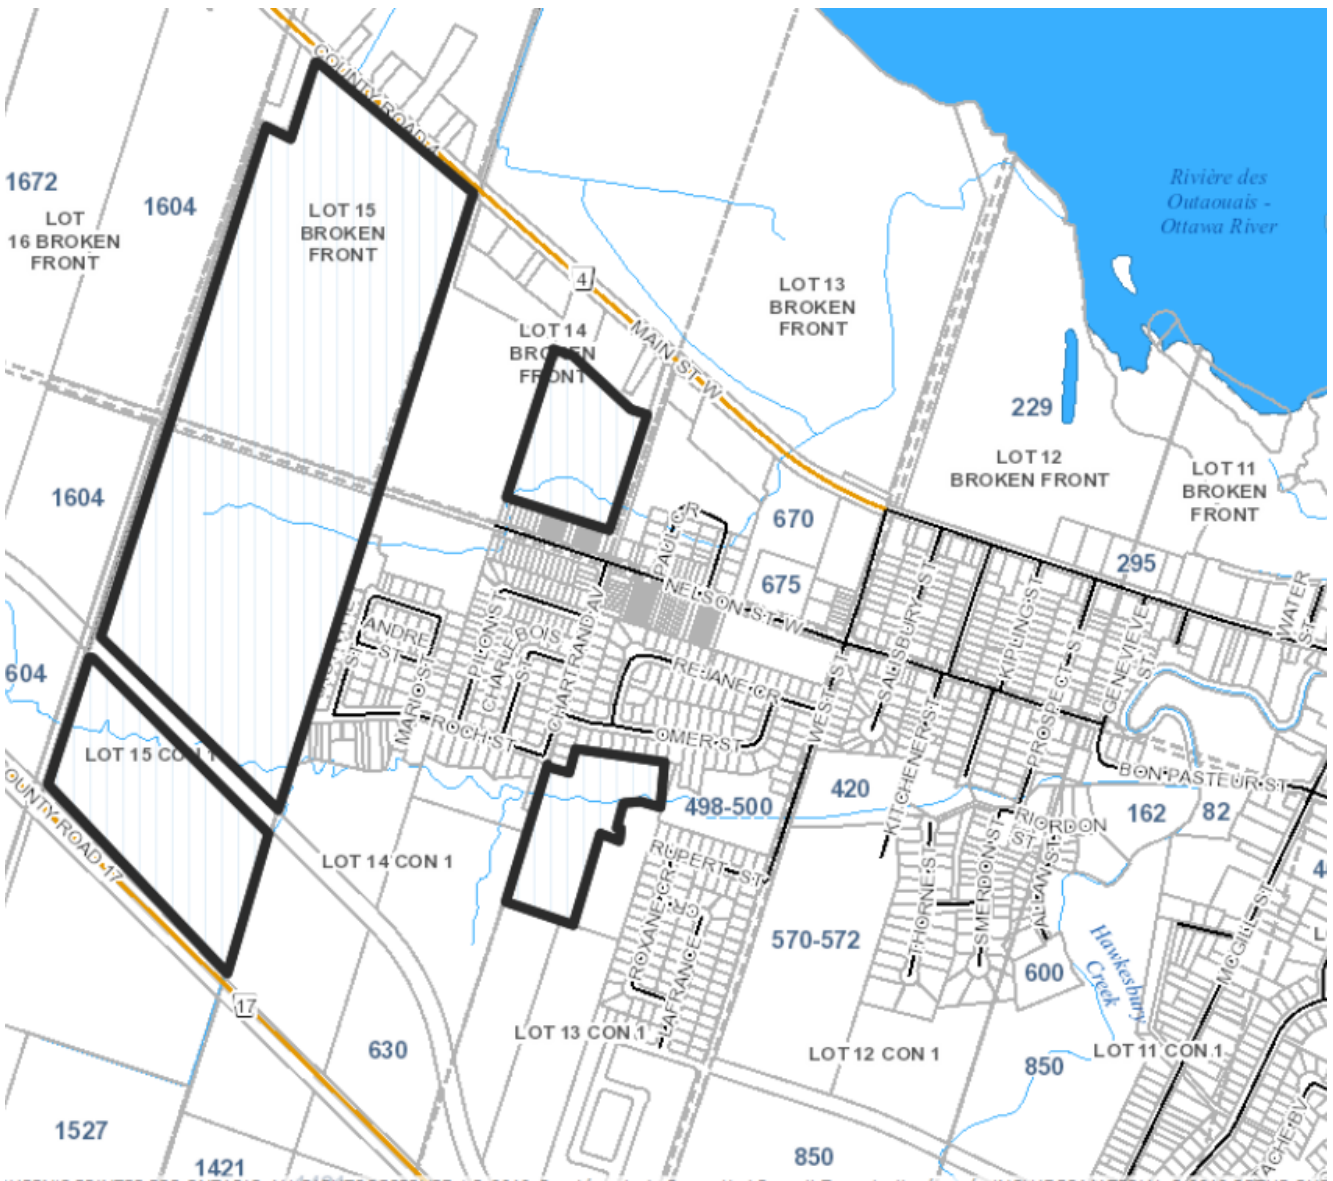 COUNTY ROAD 4
Rivière des
Outaouais -
Ottawa River
1672
LOT
16 BROKEN
FRONT
1604
LOT 15
BROKEN
FRONT
4
LOT 13
BROKEN
FRONT
LOT 14
BROKEN
FRONT
MAIN ST W
229
LOT 12
BROKEN FRONT
LOT 11
BROKEN
FRONT
1604
670
675
295
PAUL CR
NELSON ST W
SALISBURY ST
KIPLING ST
PROSPECT ST
GENEVIEVE
ST
WATER
ST
ANDRE
ST
MARIO ST
PILONS
CHARLEBOIS
ST
CHARTRAND AV
REJANE CR
WEST ST
604
ROCH ST
OMER ST
KITCHENER ST
BON PASTEUR ST
LOT 15 CON 1
498-500
420
162
82
RIORDON
ST
COUNTY ROAD 17
LOT 14 CON 1
RUPERT ST
ROXANE CR
CR
LAFRANCE
THORNE ST
SMERDON ST
ALLAN ST
MCGILL ST
570-572
600
Hawkesbury
Creek
17
630
LOT 13 CON 1
LOT 12 CON 1
850
LOT 11 CON 1
1527
1421
850
ACHE BV